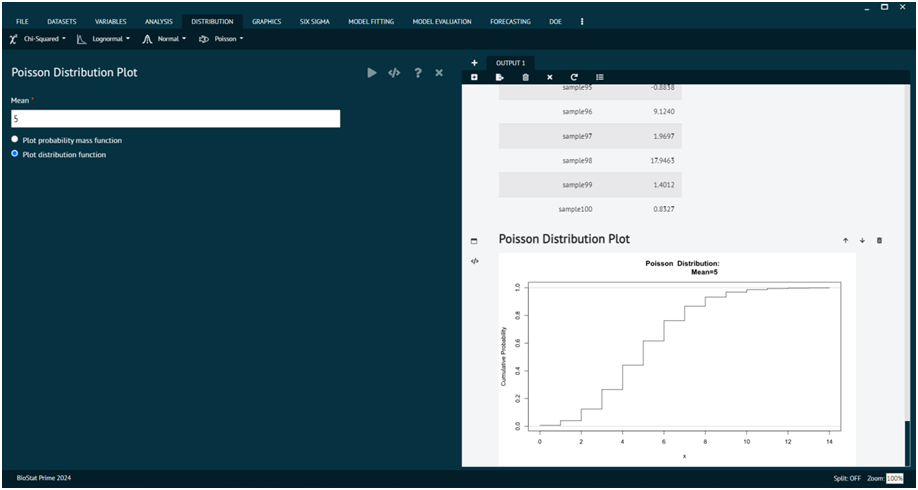 FILE DATASETS VARIABLES ANALYSIS DISTRIBUTION GRAPHICS SIX SIGMA MODEL FITTING MODEL EVALUATION FORECASTING DOE
Chi-Squared Lognormal Normal Poisson
Poisson Distribution Plot
Mean *
5
Plot probability mass function
Plot distribution function
OUTPUT 1
sample95 -0.8838
sample96 9.1240
sample97 1.9697
sample98 17.9463
sample99 1.4012
sample100 0.8327
Poisson Distribution Plot
Poisson Distribution:
Mean=5
Cumulative Probability
1.0
0.8
0.6
0.4
0.2
0.0
0 2 4 6 8 10 12 14
x
BioStat Prime 2024
Split: OFF Zoom: 100%